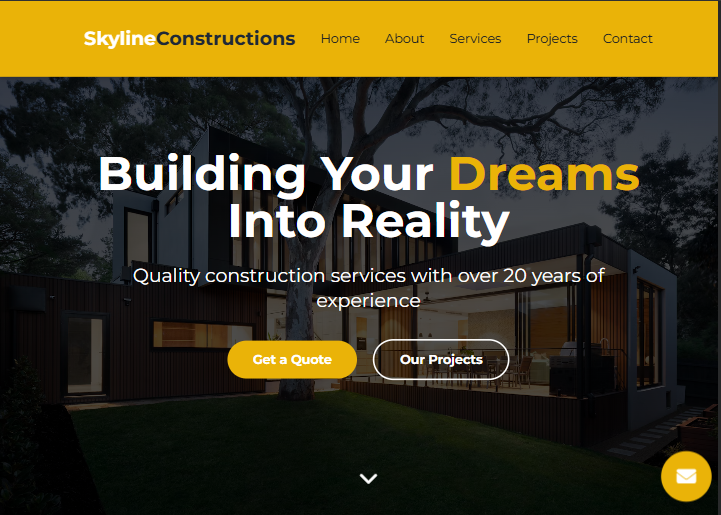 SkylineConstructions Home About Services Projects Contact
Building Your Dreams
Into Reality
Quality construction services with over 20 years of
experience
Get a Quote Our Projects